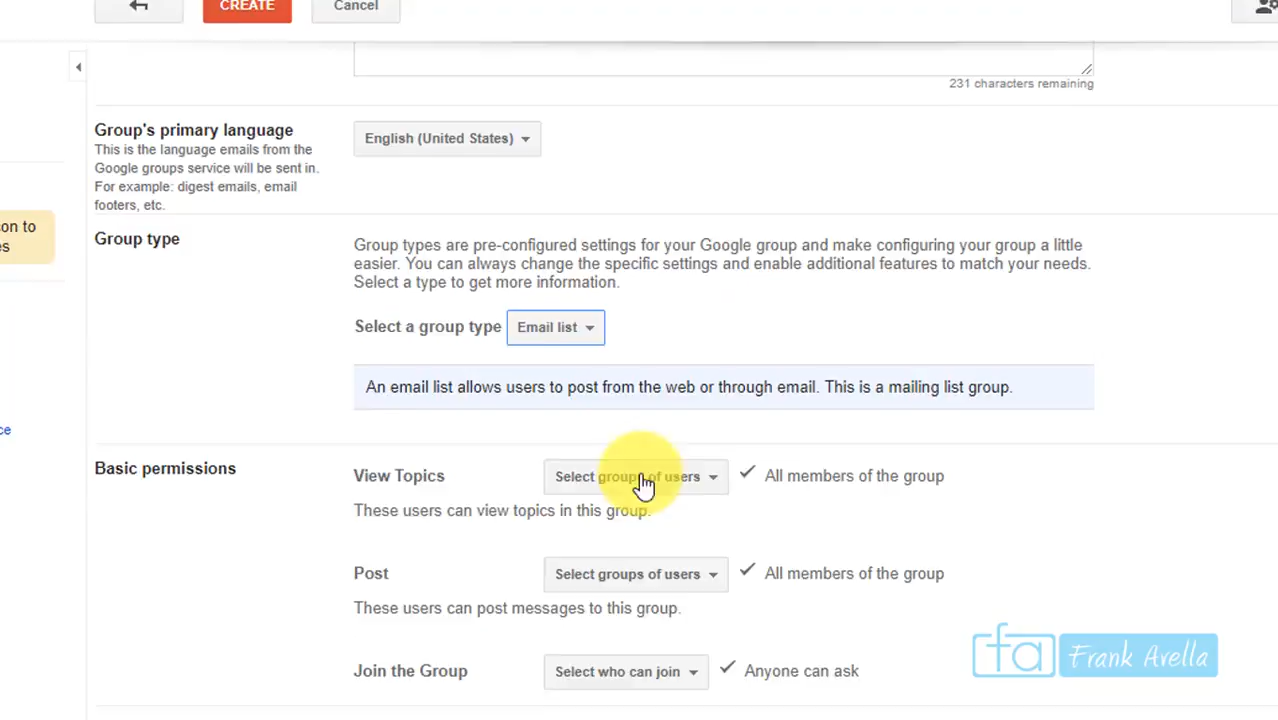 CREATE
Cancel
231 characters remaining
Group's primary language
This is the language emails from the
Google groups service will be sent in.
For example: digest emails, email
footers, etc.
English (United States)
con to
es
Group type
Group types are pre-configured settings for your Google group and make configuring your group a little
easier. You can always change the specific settings and enable additional features to match your needs.
Select a type to get more information.
Select a group type
Email list
An email list allows users to post from the web or through email. This is a mailing list group.
ce
Basic permissions
View Topics
Select groups of users
All members of the group
These users can view topics in this group.
Post
Select groups of users
All members of the group
These users can post messages to this group.
Join the Group
Select who can join
Anyone can ask
fa Frank Avella